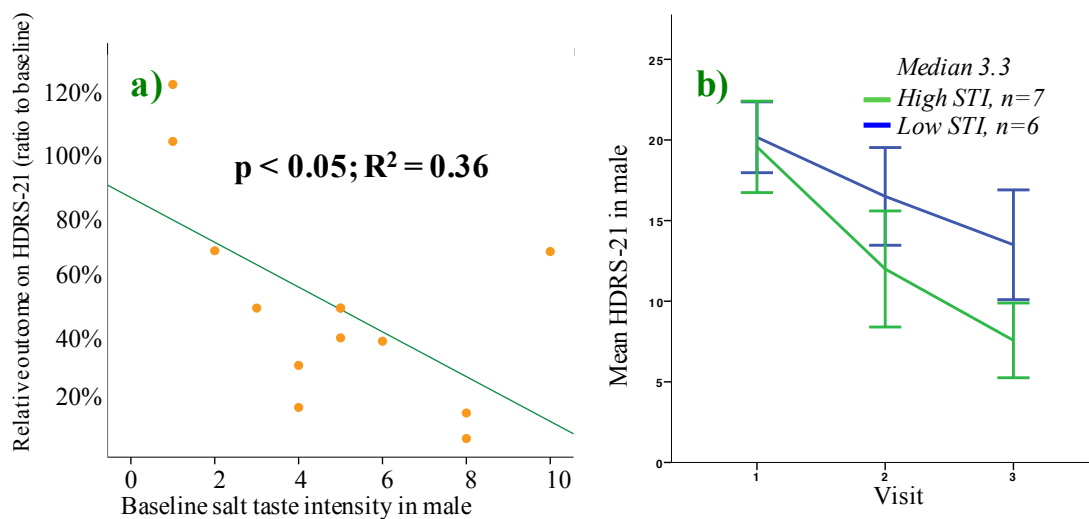 a)
Relative outcome on HDRS-21 (ratio to baseline)
120%
100%
80%
60%
40%
20%
p < 0.05; R² = 0.36
0 2 4 6 8 10
Baseline salt taste intensity in male
b)
Mean HDRS-21 in male
25
20
15
10
5
0
Median 3.3
High STI, n=7
Low STI, n=6
1 2 3
Visit